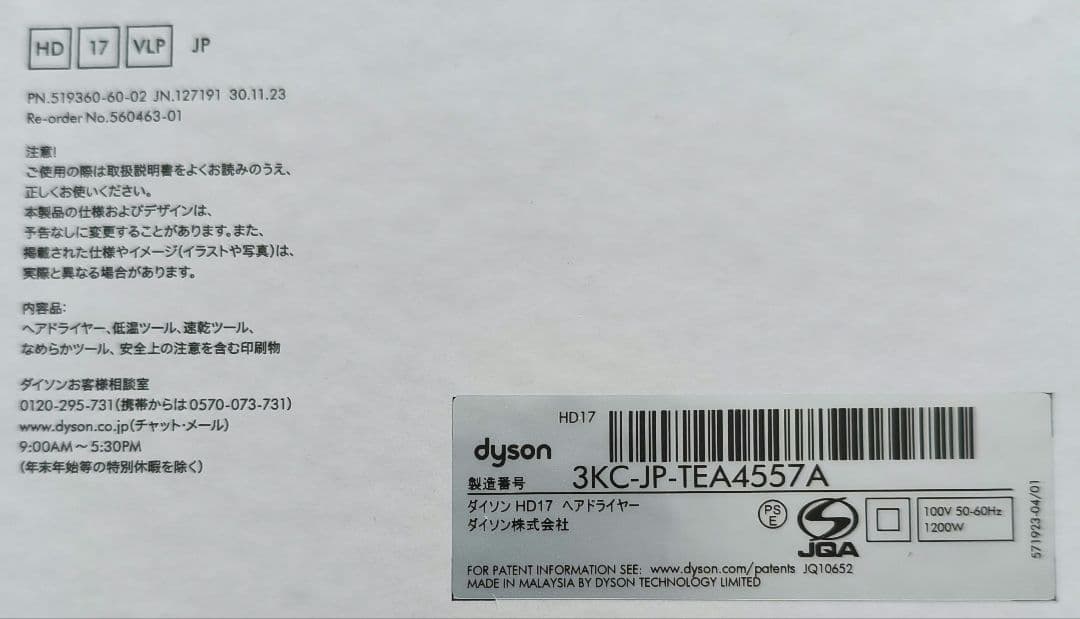 HD 17 VLP JP
PN.519360-60-02 JN.127191 30.11.23
Re-order No.560463-01
注意!
ご使用の際は取扱説明書をよくお読みのうえ、
正しくお使いください。
本製品の仕様およびデザインは、
予告なしに変更することがあります。また、
掲載された仕様やイメージ(イラストや写真)は、
実際と異なる場合があります。
内容品:
ヘアドライヤー、低温ツール、速乾ツール、
なめらかツール、安全上の注意を含む印刷物
ダイソンお客様相談室
0120-295-731(携帯からは0570-073-731)
www.dyson.co.jp(チャット・メール)
9:00AM～5:30PM
(年末年始等の特別休暇を除く)
HD17
dyson
製造番号 3KC-JP-TEA4557A
ダイソン HD17 ヘアドライヤー
ダイソン株式会社
PS
E
JQA
100V 50-60Hz
1200W
FOR PATENT INFORMATION SEE: www.dyson.com/patents JQ10652
MADE IN MALAYSIA BY DYSON TECHNOLOGY LIMITED
571923-04/01